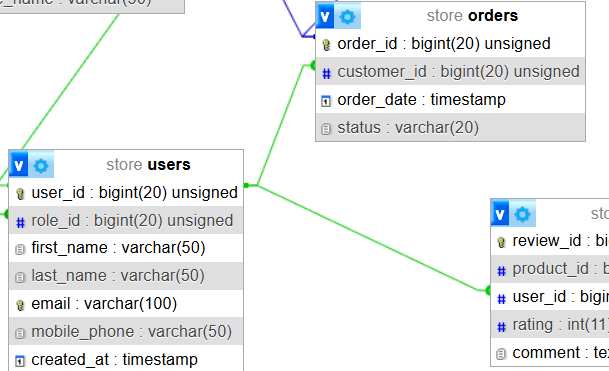 : varchar(50)
v store orders
order_id : bigint(20) unsigned
# customer_id : bigint(20) unsigned
order_date : timestamp
status : varchar(20)
v store users
user_id : bigint(20) unsigned
# role_id : bigint(20) unsigned
first_name : varchar(50)
last_name : varchar(50)
email : varchar(100)
mobile_phone : varchar(50)
created_at : timestamp
v
review_id :
# product_id :
# user_id :
# rating : int(11)
comment :